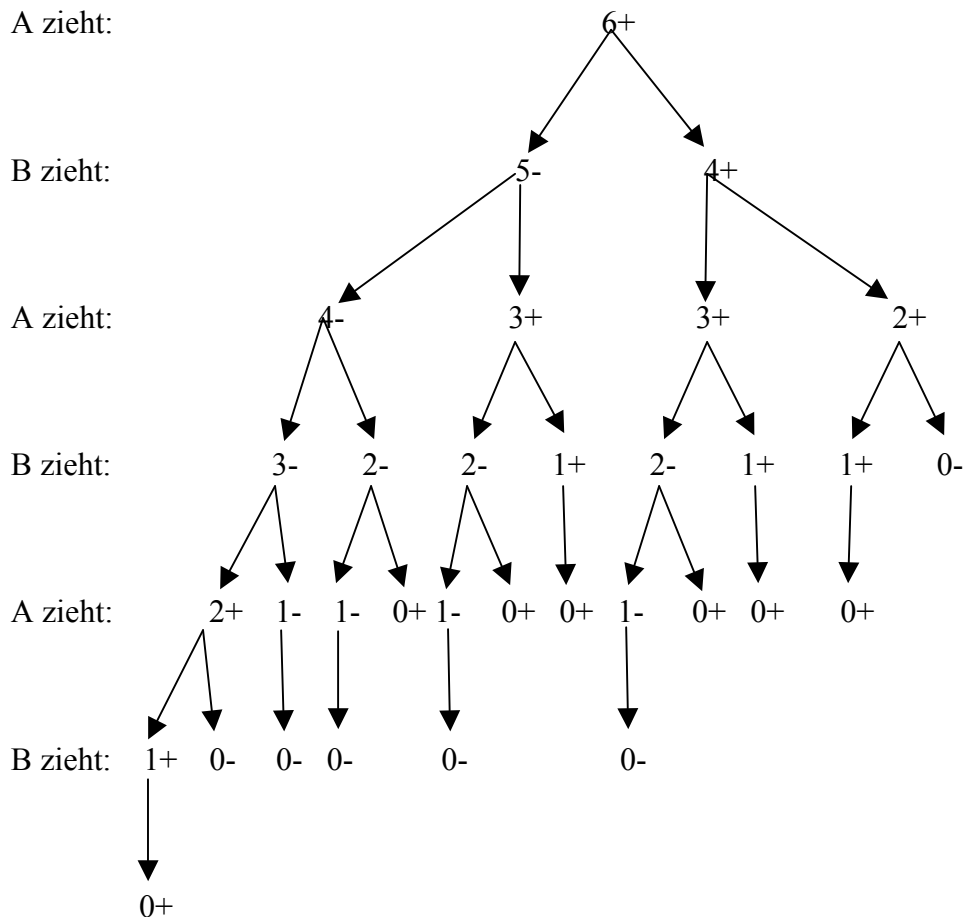 A zieht: 6+
B zieht: 5- 4+
A zieht: 4- 3+ 3+ 2+
B zieht: 3- 2- 2- 1+ 2- 1+ 1+ 0-
A zieht: 2+ 1- 1- 0+ 1- 0+ 0+ 1- 0+ 0+ 0+
B zieht: 1+ 0- 0- 0- 0- 0-
0+